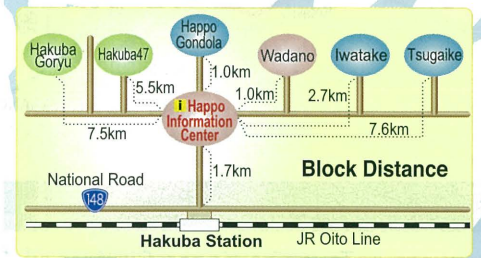 Hakuba
Goryu
Hakuba47
Happo
Gondola
Wadano
Iwatake
Tsugaike
5.5km
1.0km
1.0km
2.7km
7.5km
7.6km
i Happo
Information
Center
1.7km
Block Distance
National Road
148
Hakuba Station
JR Oito Line